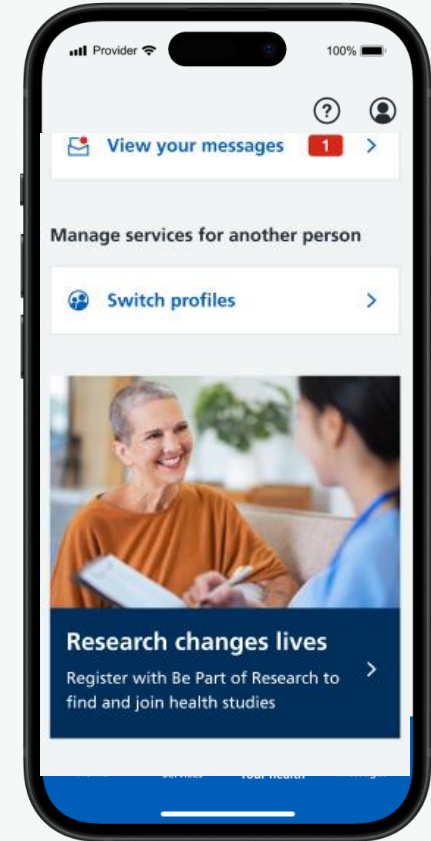 Provider
100%
?
View your messages
1
Manage services for another person
Switch profiles
Research changes lives
Register with Be Part of Research to
find and join health studies